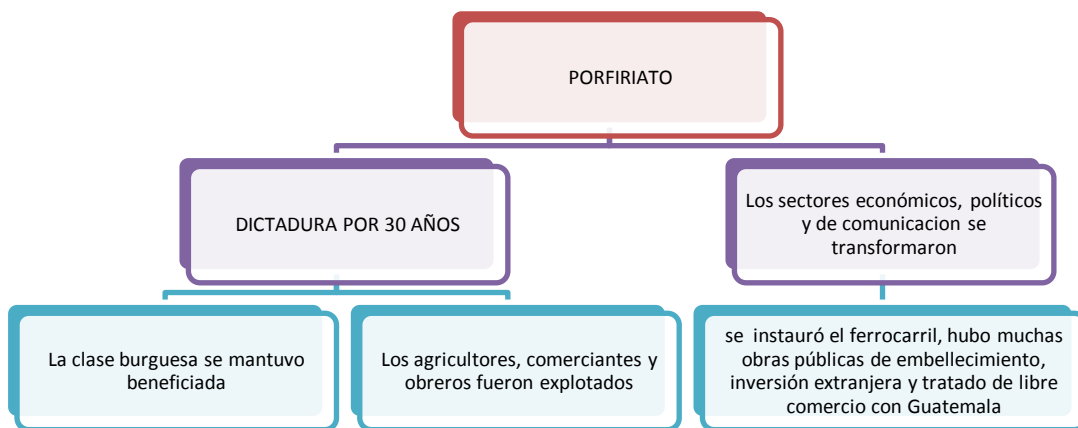 PORFIRIATO
DICTADURA POR 30 AÑOS
Los sectores económicos, políticos
y de comunicacion se
transformaron
La clase burguesa se mantuvo
beneficiada
Los agricultores, comerciantes y
obreros fueron explotados
se instauró el ferrocarril, hubo muchas
obras públicas de embellecimiento,
inversión extranjera y tratado de libre
comercio con Guatemala